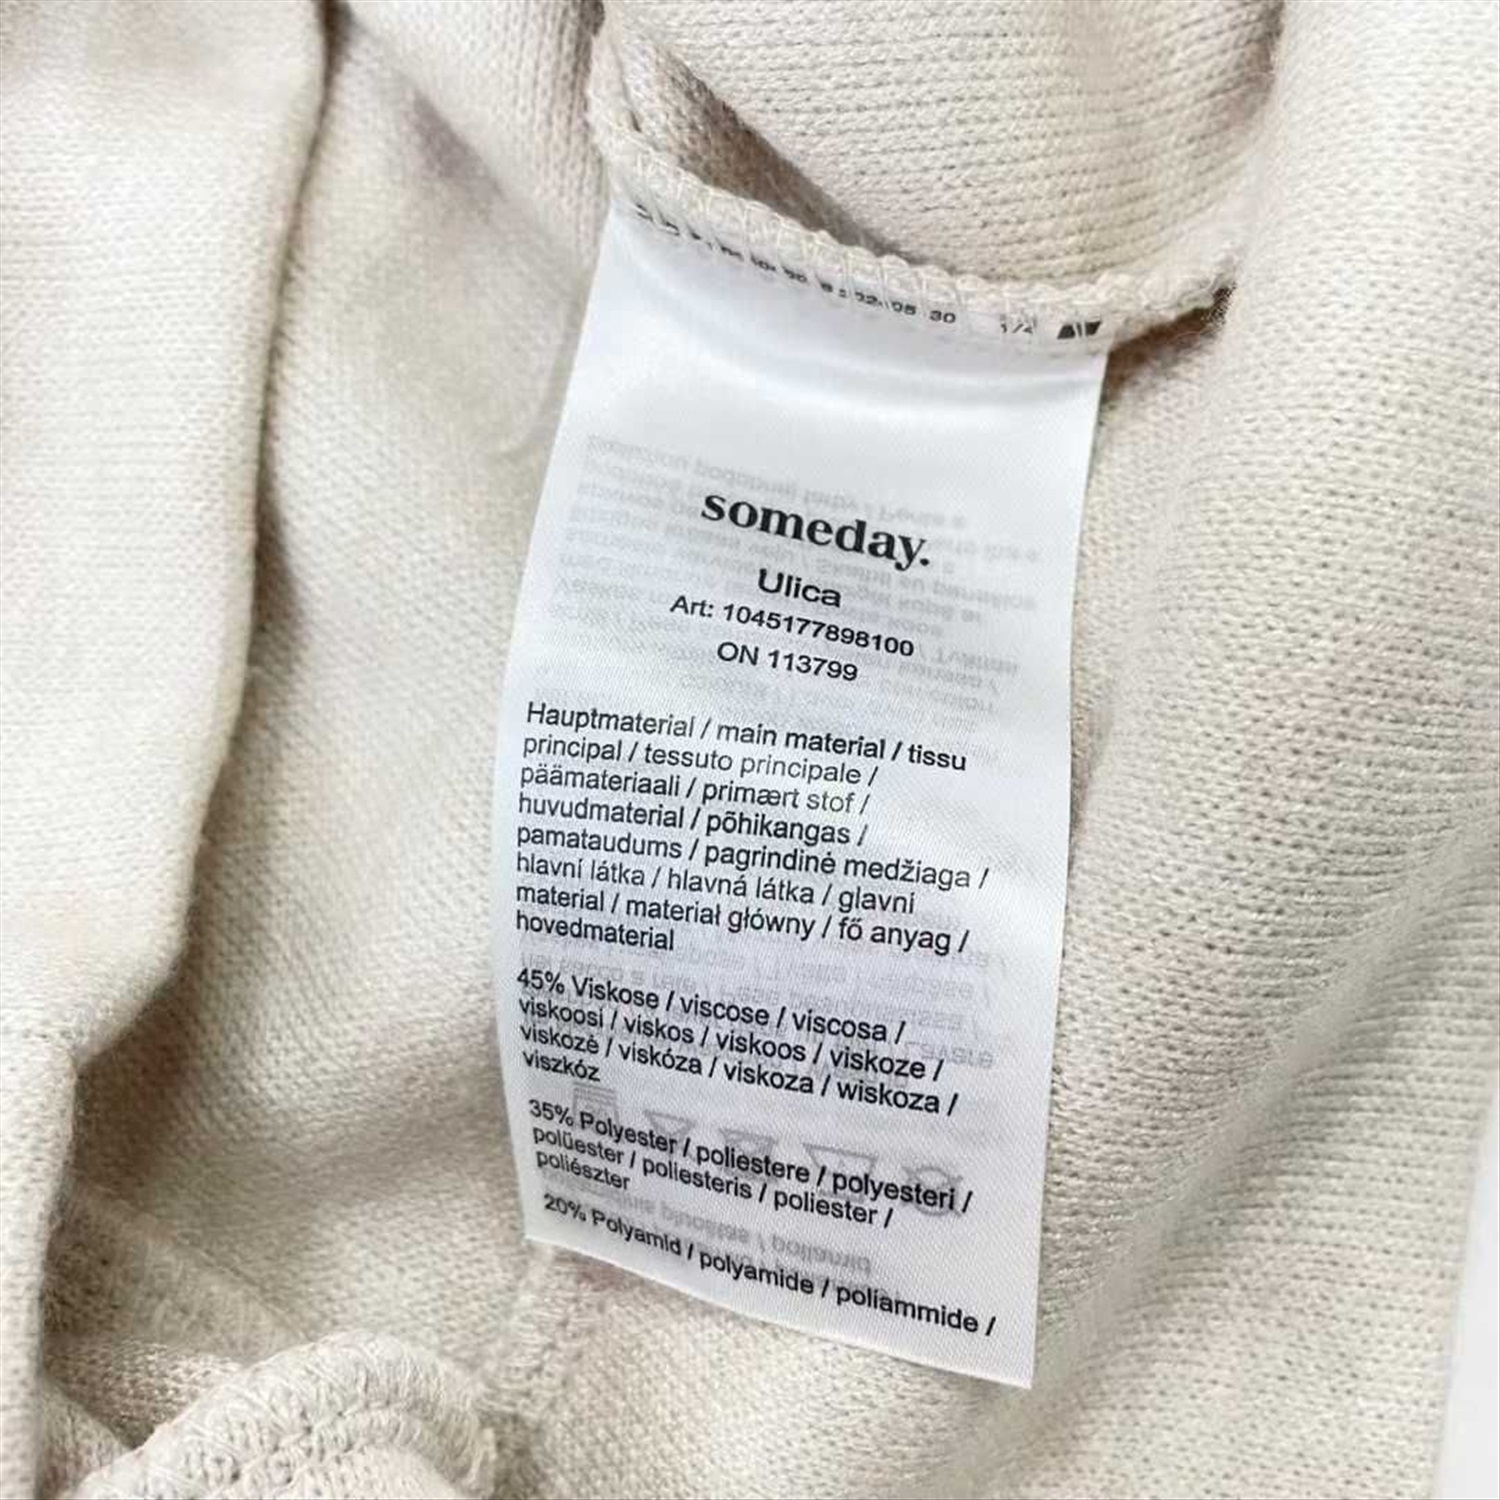 someday.
Ulica
Art: 1045177898100
ON 113799
Hauptmaterial / main material / tissu
principal / tessuto principale /
päämateriaali / primært stof /
huvudmaterial / põhikangas /
pamataudums / pagrindinė medžiaga /
hlavní látka / hlavná látka / glavni
material / materiał główny / fő anyag /
hovedmaterial
45% Viskose / viscose / viscosa /
viskoosi / viskos / viskoos / viskoze /
viskozė / viskóza / viskoza / wiskoza /
viszkóz
35% Polyester / poliestere / polyesteri /
polüester / poliesteris / poliester /
poliészter
20% Polyamid / polyamide / poliammide /